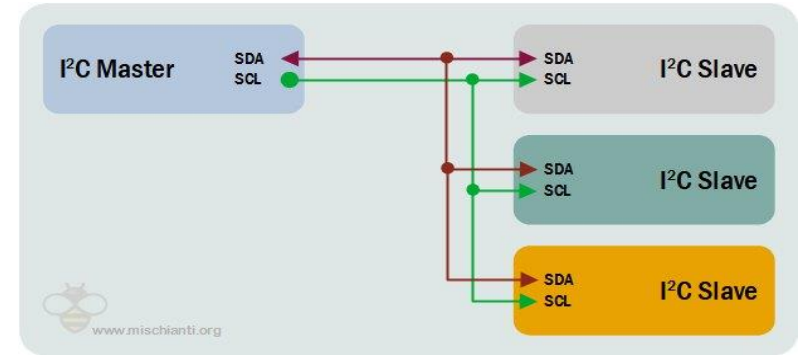 I²C Master
SDA
SCL
SDA
SCL
I²C Slave
SDA
SCL
I²C Slave
SDA
SCL
I²C Slave
www.mischianti.org